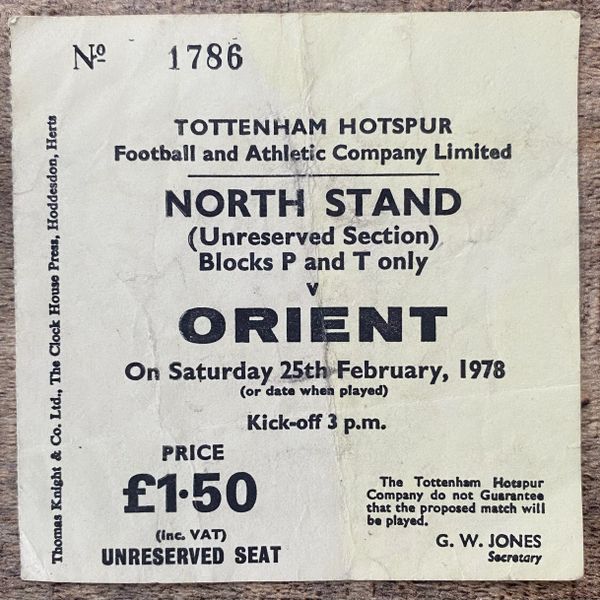 Nº 1786
TOTTENHAM HOTSPUR
Football and Athletic Company Limited
NORTH STAND
(Unreserved Section)
Blocks P and T only
v
ORIENT
On Saturday 25th February, 1978
(or date when played)
Kick-off 3 p.m.
PRICE
£1·50
(inc. VAT)
UNRESERVED SEAT
The Tottenham Hotspur
Company do not Guarantee
that the proposed match will
be played.
G. W. JONES
Secretary
Thomas Knight & Co. Ltd., The Clock House Press, Hoddesdon, Herts